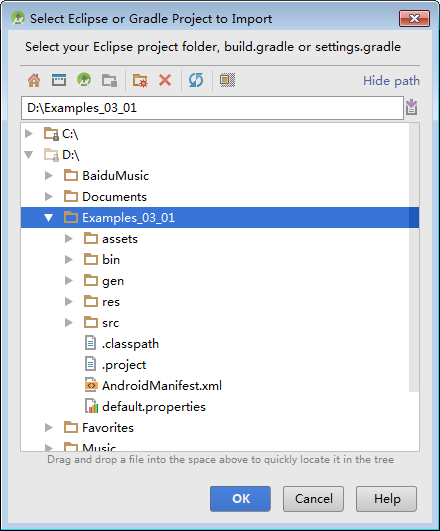 Select Eclipse or Gradle Project to Import
Select your Eclipse project folder, build.gradle or settings.gradle
Hide path
D:\Examples_03_01
C:\
D:\
BaiduMusic
Documents
Examples_03_01
assets
bin
gen
res
src
.classpath
.project
AndroidManifest.xml
default.properties
Favorites
Music
Drag and drop a file into the space above to quickly locate it in the tree
OK Cancel Help